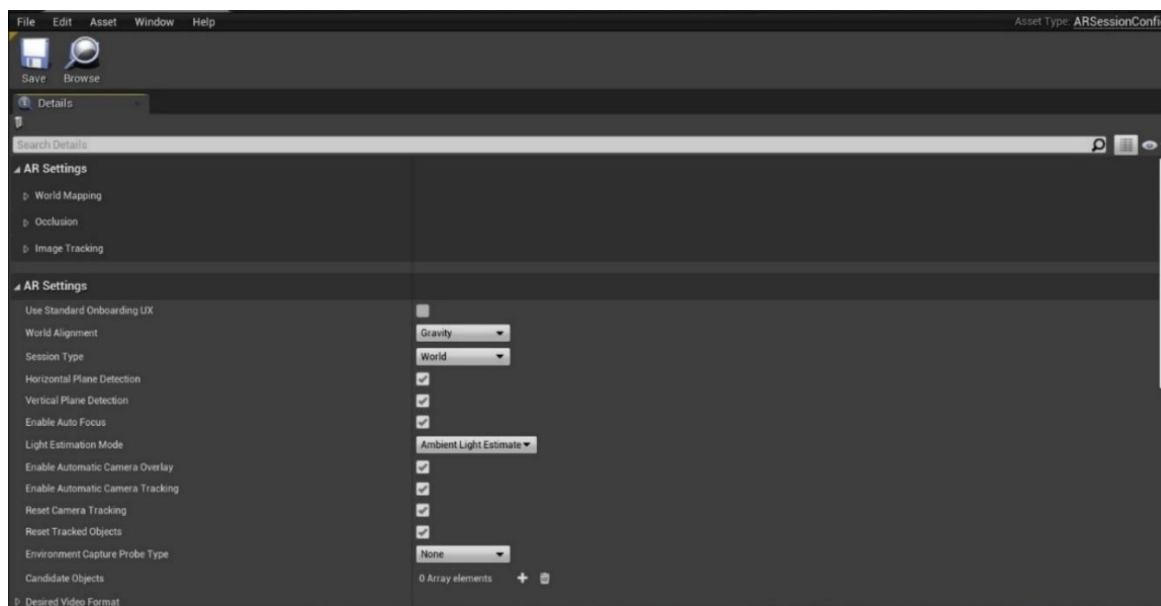 File Edit Asset Window Help Asset Type: ARSessionConfi
Save Browse
Details
Search Details
AR Settings
World Mapping
Occlusion
Image Tracking
AR Settings
Use Standard Onboarding UX
World Alignment Gravity
Session Type World
Horizontal Plane Detection
Vertical Plane Detection
Enable Auto Focus
Light Estimation Mode Ambient Light Estimate
Enable Automatic Camera Overlay
Enable Automatic Camera Tracking
Reset Camera Tracking
Reset Tracked Objects
Environment Capture Probe Type None
Candidate Objects 0 Array elements
Desired Video Format